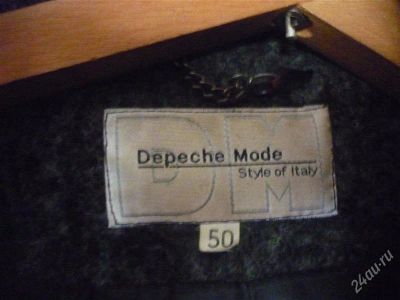 DM
Depeche Mode
Style of Italy
50
24au.ru